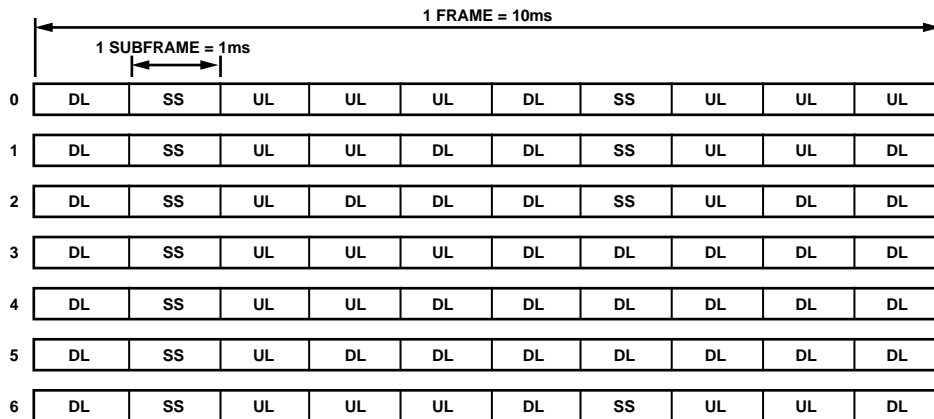 1 FRAME = 10ms
1 SUBFRAME = 1ms
0 DL SS UL UL UL DL SS UL UL UL
1 DL SS UL UL DL DL SS UL UL DL
2 DL SS UL DL DL DL SS UL DL DL
3 DL SS UL UL UL DL DL DL DL DL
4 DL SS UL UL DL DL DL DL DL DL
5 DL SS UL DL DL DL DL DL DL DL
6 DL SS UL UL UL DL SS UL UL DL